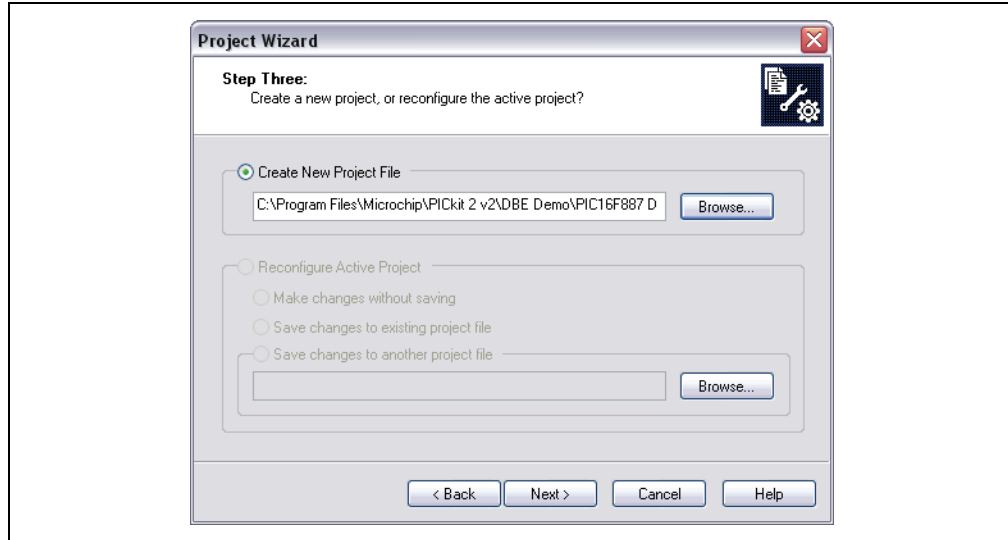 Project Wizard
Step Three:
Create a new project, or reconfigure the active project?
Create New Project File
C:\Program Files\Microchip\PICkit 2 v2\DBE Demo\PIC16F887 D
Browse...
Reconfigure Active Project
Make changes without saving
Save changes to existing project file
Save changes to another project file
Browse...
< Back Next > Cancel Help